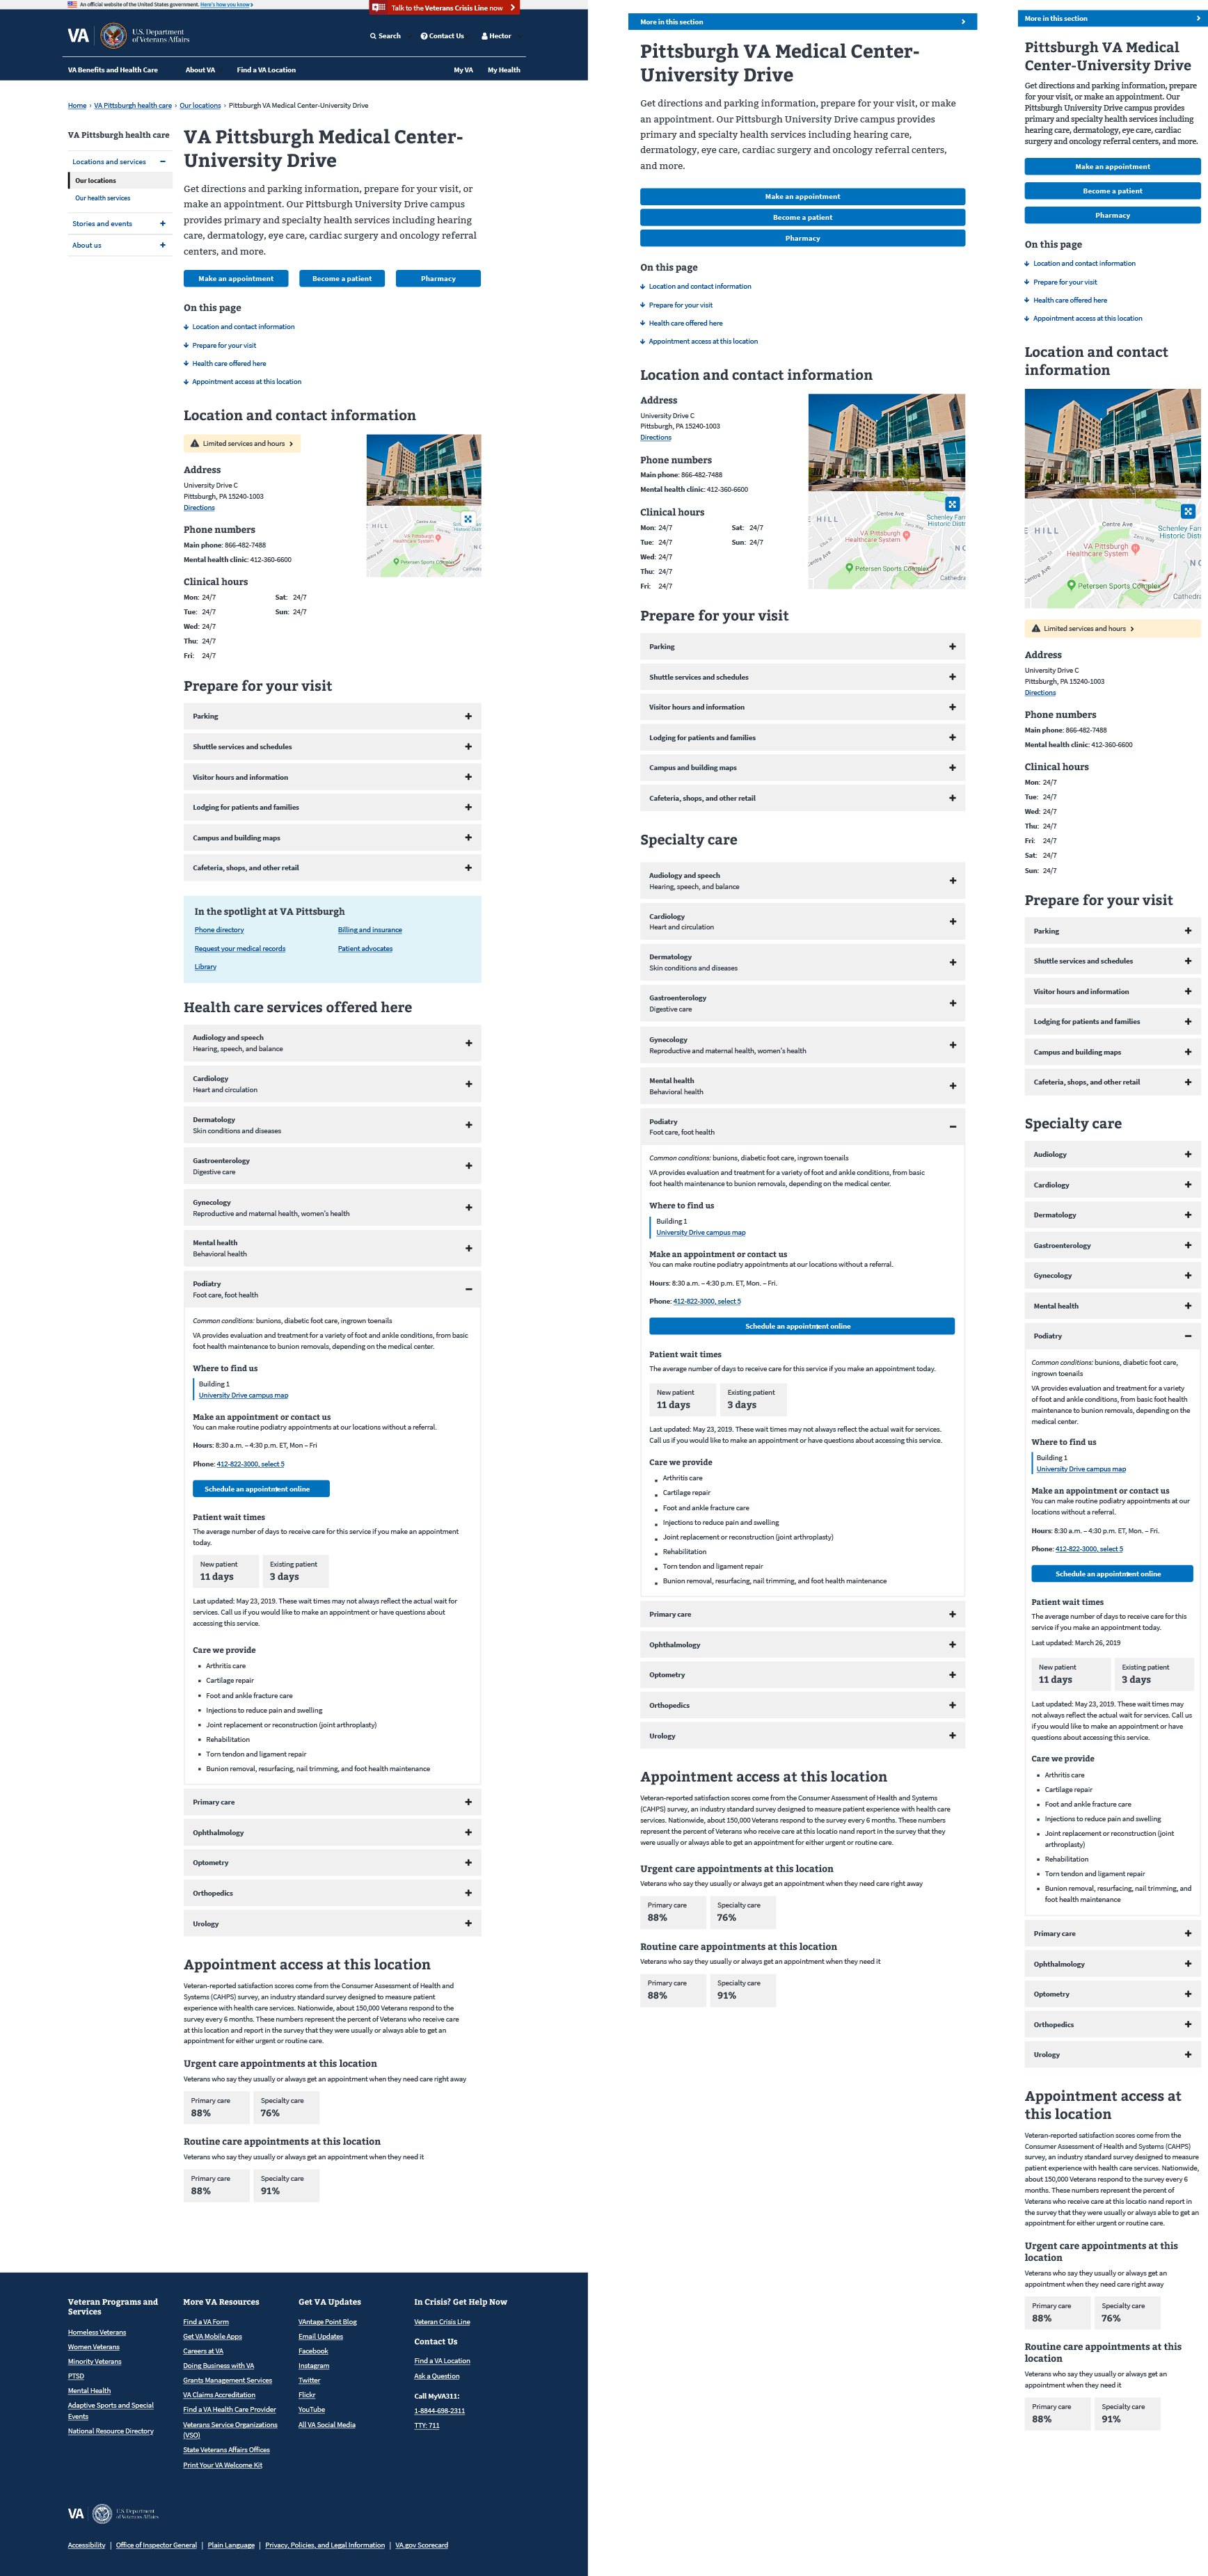 An official website of the United States government. Here's how you know
Talk to the Veterans Crisis Line now
VA
U.S. Department
of Veterans Affairs
Search
Contact Us
Hector
VA Benefits and Health Care
About VA
Find a VA Location
My VA
My Health
Home › VA Pittsburgh health care › Our locations › Pittsburgh VA Medical Center-University Drive
VA Pittsburgh health care
Locations and services
Our locations
Our health services
Stories and events
About us
VA Pittsburgh Medical Center-
University Drive
Get directions and parking information, prepare for your visit, or
make an appointment. Our Pittsburgh University Drive campus
provides primary and specialty health services including hearing
care, dermatology, eye care, cardiac surgery and oncology referral
centers, and more.
Make an appointment
Become a patient
Pharmacy
On this page
Location and contact information
Prepare for your visit
Health care offered here
Appointment access at this location
Location and contact information
Limited services and hours
Address
University Drive C
Pittsburgh, PA 15240-1003
Directions
Phone numbers
Main phone: 866-482-7488
Mental health clinic: 412-360-6600
Clinical hours
Mon: 24/7 Sat: 24/7
Tue: 24/7 Sun: 24/7
Wed: 24/7
Thu: 24/7
Fri: 24/7
E HILL
Centre Ave
VA Pittsburgh
Healthcare System
Petersen Sports Complex
Prepare for your visit
Parking
Shuttle services and schedules
Visitor hours and information
Lodging for patients and families
Campus and building maps
Cafeteria, shops, and other retail
In the spotlight at VA Pittsburgh
Phone directory
Billing and insurance
Request your medical records
Patient advocates
Library
Health care services offered here
Audiology and speech
Hearing, speech, and balance
Cardiology
Heart and circulation
Dermatology
Skin conditions and diseases
Gastroenterology
Digestive care
Gynecology
Reproductive and maternal health, women's health
Mental health
Behavioral health
Podiatry
Foot care, foot health
Common conditions: bunions, diabetic foot care, ingrown toenails
VA provides evaluation and treatment for a variety of foot and ankle conditions, from basic
foot health maintenance to bunion removals, depending on the medical center.
Where to find us
Building 1
University Drive campus map
Make an appointment or contact us
You can make routine podiatry appointments at our locations without a referral.
Hours: 8:30 a.m. – 4:30 p.m. ET, Mon – Fri
Phone: 412-822-3000, select 5
Schedule an appointment online
Patient wait times
The average number of days to receive care for this service if you make an appointment
today.
New patient
11 days
Existing patient
3 days
Last updated: May 23, 2019. These wait times may not always reflect the actual wait for
services. Call us if you would like to make an appointment or have questions about
accessing this service.
Care we provide
Arthritis care
Cartilage repair
Foot and ankle fracture care
Injections to reduce pain and swelling
Joint replacement or reconstruction (joint arthroplasty)
Rehabilitation
Torn tendon and ligament repair
Bunion removal, resurfacing, nail trimming, and foot health maintenance
Primary care
Ophthalmology
Optometry
Orthopedics
Urology
Appointment access at this location
Veteran-reported satisfaction scores come from the Consumer Assessment of Health and
Systems (CAHPS) survey, an industry standard survey designed to measure patient
experience with health care services. Nationwide, about 150,000 Veterans respond to the
survey every 6 months. These numbers represent the percent of Veterans who receive care
at this location and report in the survey that they were usually or always able to get an
appointment for either urgent or routine care.
Urgent care appointments at this location
Veterans who say they usually or always get an appointment when they need care right away
Primary care
88%
Specialty care
76%
Routine care appointments at this location
Veterans who say they usually or always get an appointment when they need it
Primary care
88%
Specialty care
91%
Veteran Programs and
Services
Homeless Veterans
Women Veterans
Minority Veterans
PTSD
Mental Health
Adaptive Sports and Special
Events
National Resource Directory
More VA Resources
Find a VA Form
Get VA Mobile Apps
Careers at VA
Doing Business with VA
Grants Management Services
VA Claims Accreditation
Find a VA Health Care Provider
Veterans Service Organizations
(VSO)
State Veterans Affairs Offices
Print Your VA Welcome Kit
Get VA Updates
VAntage Point Blog
Email Updates
Facebook
Instagram
Twitter
Flickr
YouTube
All VA Social Media
In Crisis? Get Help Now
Veteran Crisis Line
Contact Us
Find a VA Location
Ask a Question
Call MyVA311:
1-8844-698-2311
TTY: 711
VA
U.S. Department
of Veterans Affairs
Accessibility | Office of Inspector General | Plain Language | Privacy, Policies, and Legal Information | VA.gov Scorecard
More in this section
Pittsburgh VA Medical Center-
University Drive
Get directions and parking information, prepare for your visit, or make
an appointment. Our Pittsburgh University Drive campus provides
primary and specialty health services including hearing care,
dermatology, eye care, cardiac surgery and oncology referral centers,
and more.
Make an appointment
Become a patient
Pharmacy
On this page
Location and contact information
Prepare for your visit
Health care offered here
Appointment access at this location
Location and contact information
Address
University Drive C
Pittsburgh, PA 15240-1003
Directions
Phone numbers
Main phone: 866-482-7488
Mental health clinic: 412-360-6600
Clinical hours
Mon: 24/7 Sat: 24/7
Tue: 24/7 Sun: 24/7
Wed: 24/7
Thu: 24/7
Fri: 24/7
E HILL
Centre Ave
Schenley Farm
Historic Distr
VA Pittsburgh
Healthcare System
N C
Petersen Sports Complex
Cathedra
Prepare for your visit
Parking
Shuttle services and schedules
Visitor hours and information
Lodging for patients and families
Campus and building maps
Cafeteria, shops, and other retail
Specialty care
Audiology and speech
Hearing, speech, and balance
Cardiology
Heart and circulation
Dermatology
Skin conditions and diseases
Gastroenterology
Digestive care
Gynecology
Reproductive and maternal health, women's health
Mental health
Behavioral health
Podiatry
Foot care, foot health
Common conditions: bunions, diabetic foot care, ingrown toenails
VA provides evaluation and treatment for a variety of foot and ankle conditions, from basic
foot health maintenance to bunion removals, depending on the medical center.
Where to find us
Building 1
University Drive campus map
Make an appointment or contact us
You can make routine podiatry appointments at our locations without a referral.
Hours: 8:30 a.m. – 4:30 p.m. ET, Mon. – Fri.
Phone: 412-822-3000, select 5
Schedule an appointment online
Patient wait times
The average number of days to receive care for this service if you make an appointment today.
New patient
11 days
Existing patient
3 days
Last updated: May 23, 2019. These wait times may not always reflect the actual wait for services.
Call us if you would like to make an appointment or have questions about accessing this service.
Care we provide
Arthritis care
Cartilage repair
Foot and ankle fracture care
Injections to reduce pain and swelling
Joint replacement or reconstruction (joint arthroplasty)
Rehabilitation
Torn tendon and ligament repair
Bunion removal, resurfacing, nail trimming, and foot health maintenance
Primary care
Ophthalmology
Optometry
Orthopedics
Urology
Appointment access at this location
Veteran-reported satisfaction scores come from the Consumer Assessment of Health and Systems
(CAHPS) survey, an industry standard survey designed to measure patient experience with health care
services. Nationwide, about 150,000 Veterans respond to the survey every 6 months. These numbers
represent the percent of Veterans who receive care at this locatio nand report in the survey that they
were usually or always able to get an appointment for either urgent or routine care.
Urgent care appointments at this location
Veterans who say they usually or always get an appointment when they need care right away
Primary care
88%
Specialty care
76%
Routine care appointments at this location
Veterans who say they usually or always get an appointment when they need it
Primary care
88%
Specialty care
91%
More in this section
Pittsburgh VA Medical
Center-University Drive
Get directions and parking information, prepare
for your visit, or make an appointment. Our
Pittsburgh University Drive campus provides
primary and specialty health services including
hearing care, dermatology, eye care, cardiac
surgery and oncology referral centers, and more.
Make an appointment
Become a patient
Pharmacy
On this page
Location and contact information
Prepare for your visit
Health care offered here
Appointment access at this location
Location and contact
information
E HILL
Centre Ave
Schenley Farr
Historic Distr
VA Pittsburgh
Healthcare System
N C
Petersen Sports Complex
Cathedra
Limited services and hours
Address
University Drive C
Pittsburgh, PA 15240-1003
Directions
Phone numbers
Main phone: 866-482-7488
Mental health clinic: 412-360-6600
Clinical hours
Mon: 24/7
Tue: 24/7
Wed: 24/7
Thu: 24/7
Fri: 24/7
Sat: 24/7
Sun: 24/7
Prepare for your visit
Parking
Shuttle services and schedules
Visitor hours and information
Lodging for patients and families
Campus and building maps
Cafeteria, shops, and other retail
Specialty care
Audiology
Cardiology
Dermatology
Gastroenterology
Gynecology
Mental health
Podiatry
Common conditions: bunions, diabetic foot care,
ingrown toenails
VA provides evaluation and treatment for a variety
of foot and ankle conditions, from basic foot health
maintenance to bunion removals, depending on the
medical center.
Where to find us
Building 1
University Drive campus map
Make an appointment or contact us
You can make routine podiatry appointments at our
locations without a referral.
Hours: 8:30 a.m. – 4:30 p.m. ET, Mon. – Fri.
Phone: 412-822-3000, select 5
Schedule an appointment online
Patient wait times
The average number of days to receive care for this
service if you make an appointment today.
Last updated: March 26, 2019
New patient
11 days
Existing patient
3 days
Last updated: May 23, 2019. These wait times may
not always reflect the actual wait for services. Call us
if you would like to make an appointment or have
questions about accessing this service.
Care we provide
Arthritis care
Cartilage repair
Foot and ankle fracture care
Injections to reduce pain and swelling
Joint replacement or reconstruction (joint
arthroplasty)
Rehabilitation
Torn tendon and ligament repair
Bunion removal, resurfacing, nail trimming, and
foot health maintenance
Primary care
Ophthalmology
Optometry
Orthopedics
Urology
Appointment access at
this location
Veteran-reported satisfaction scores come from the
Consumer Assessment of Health and Systems (CAHPS)
survey, an industry standard survey designed to measure
patient experience with health care services. Nationwide,
about 150,000 Veterans respond to the survey every 6
months. These numbers represent the percent of
Veterans who receive care at this locatio nand report in
the survey that they were usually or always able to get an
appointment for either urgent or routine care.
Urgent care appointments at this
location
Veterans who say they usually or always get an
appointment when they need care right away
Primary care
88%
Specialty care
76%
Routine care appointments at this
location
Veterans who say they usually or always get an
appointment when they need it
Primary care
88%
Specialty care
91%